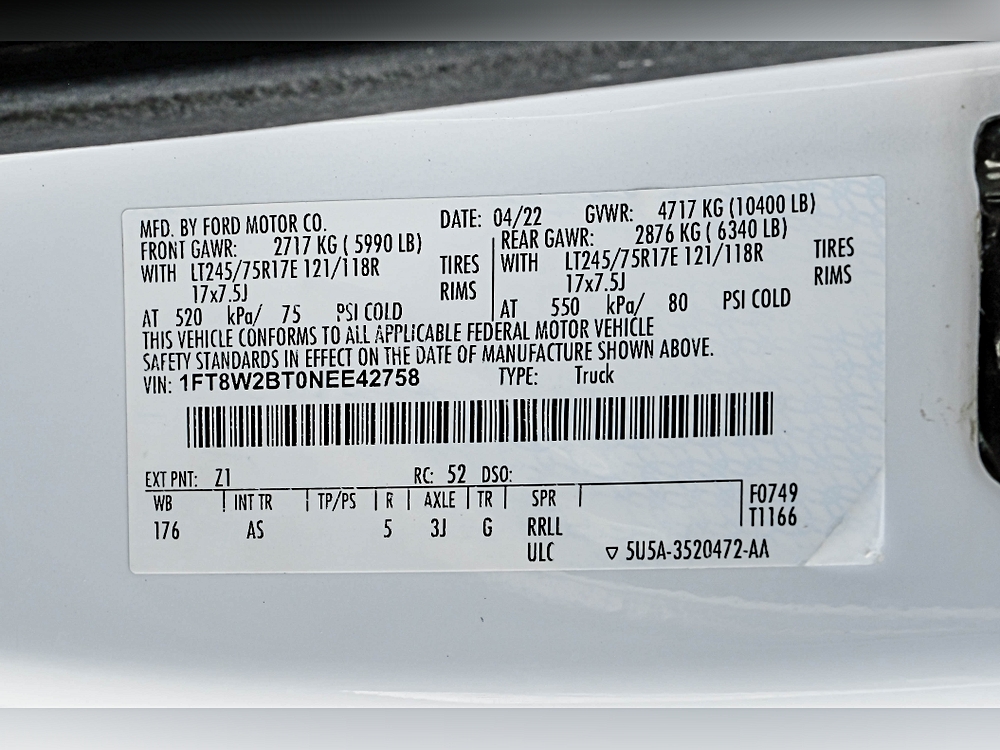 MFD. BY FORD MOTOR CO. DATE: 04/22 GVWR: 4717 KG (10400 LB)
FRONT GAWR: 2717 KG ( 5990 LB) REAR GAWR: 2876 KG ( 6340 LB)
WITH LT245/75R17E 121/118R TIRES WITH LT245/75R17E 121/118R TIRES
17x7.5J RIMS 17x7.5J RIMS
AT 520 kPa/ 75 PSI COLD AT 550 kPa/ 80 PSI COLD
THIS VEHICLE CONFORMS TO ALL APPLICABLE FEDERAL MOTOR VEHICLE
SAFETY STANDARDS IN EFFECT ON THE DATE OF MANUFACTURE SHOWN ABOVE.
VIN: 1FT8W2BT0NEE42758 TYPE: Truck
EXT PNT: Z1 RC: 52 DSO:
WB INT TR TP/PS R AXLE TR SPR F0749
176 AS 5 3J G RRLL T1166
ULC ▽ 5U5A-3520472-AA